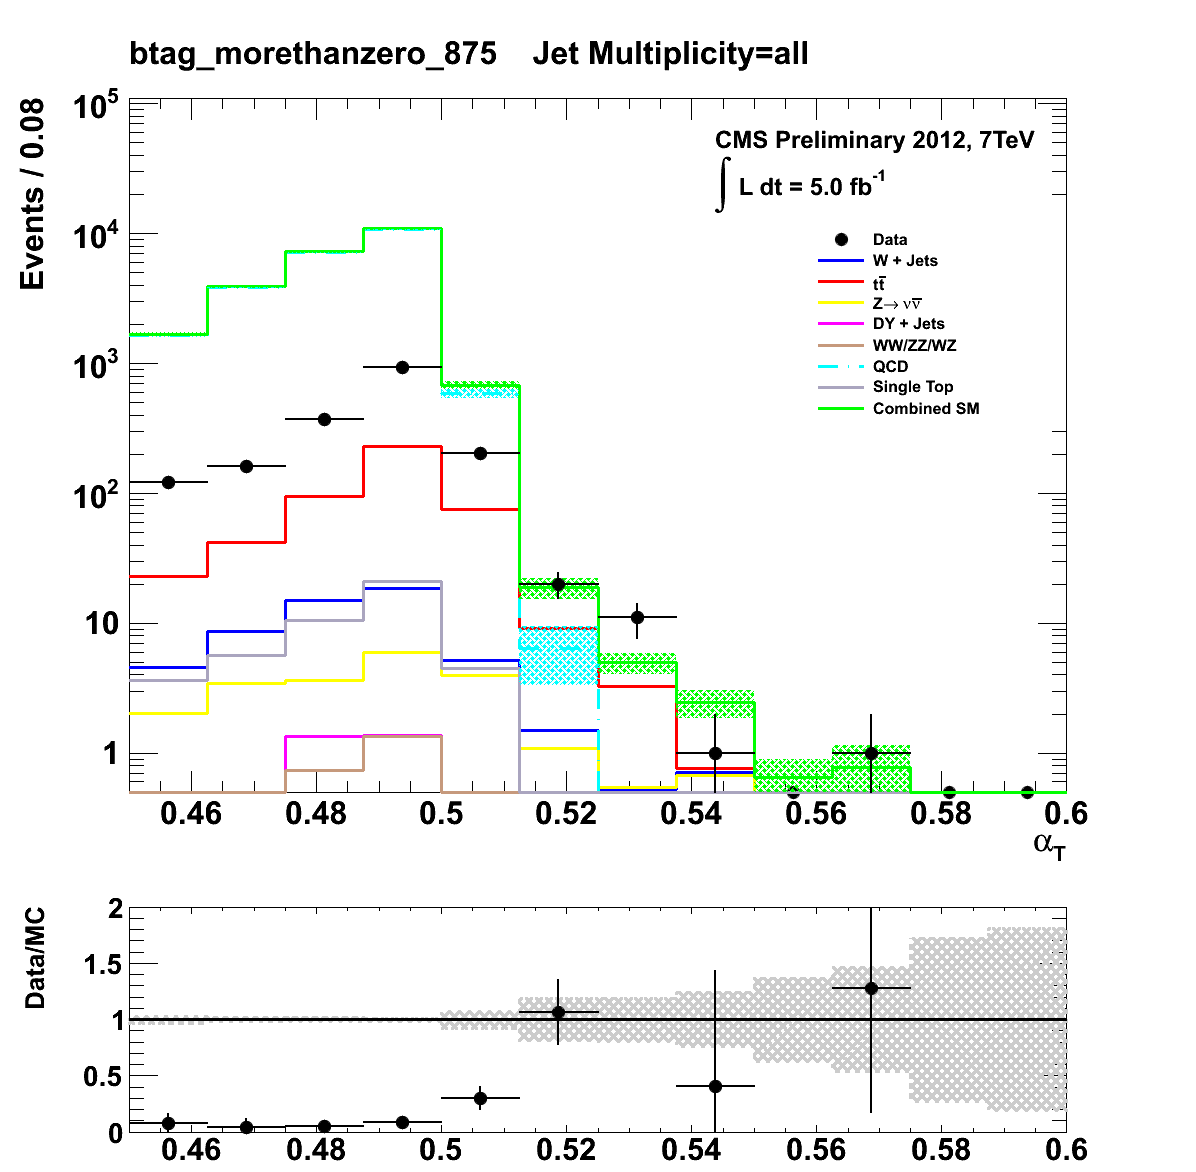 btag_morethanzero_875 Jet Multiplicity=all
Events / 0.08
10^5
10^4
10^3
10^2
10
1
CMS Preliminary 2012, 7TeV
∫ L dt = 5.0 fb^-1
Data
W + Jets
tt̅
Z→ νν̅
DY + Jets
WW/ZZ/WZ
QCD
Single Top
Combined SM
0.46 0.48 0.5 0.52 0.54 0.56 0.58 0.6
α_T
Data/MC
2
1.5
1
0.5
0
0.46 0.48 0.5 0.52 0.54 0.56 0.58 0.6